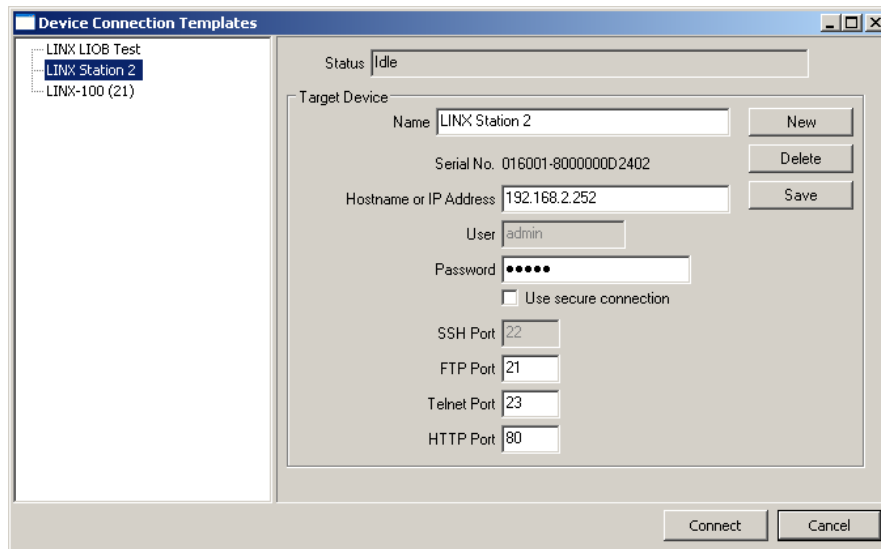 Device Connection Templates
LINX LIOB Test
LINX Station 2
LINX-100 (21)
Status Idle
Target Device
Name LINX Station 2 New
Serial No. 016001-8000000D2402 Delete
Hostname or IP Address 192.168.2.252 Save
User admin
Password •••••
Use secure connection
SSH Port 22
FTP Port 21
Telnet Port 23
HTTP Port 80
Connect Cancel